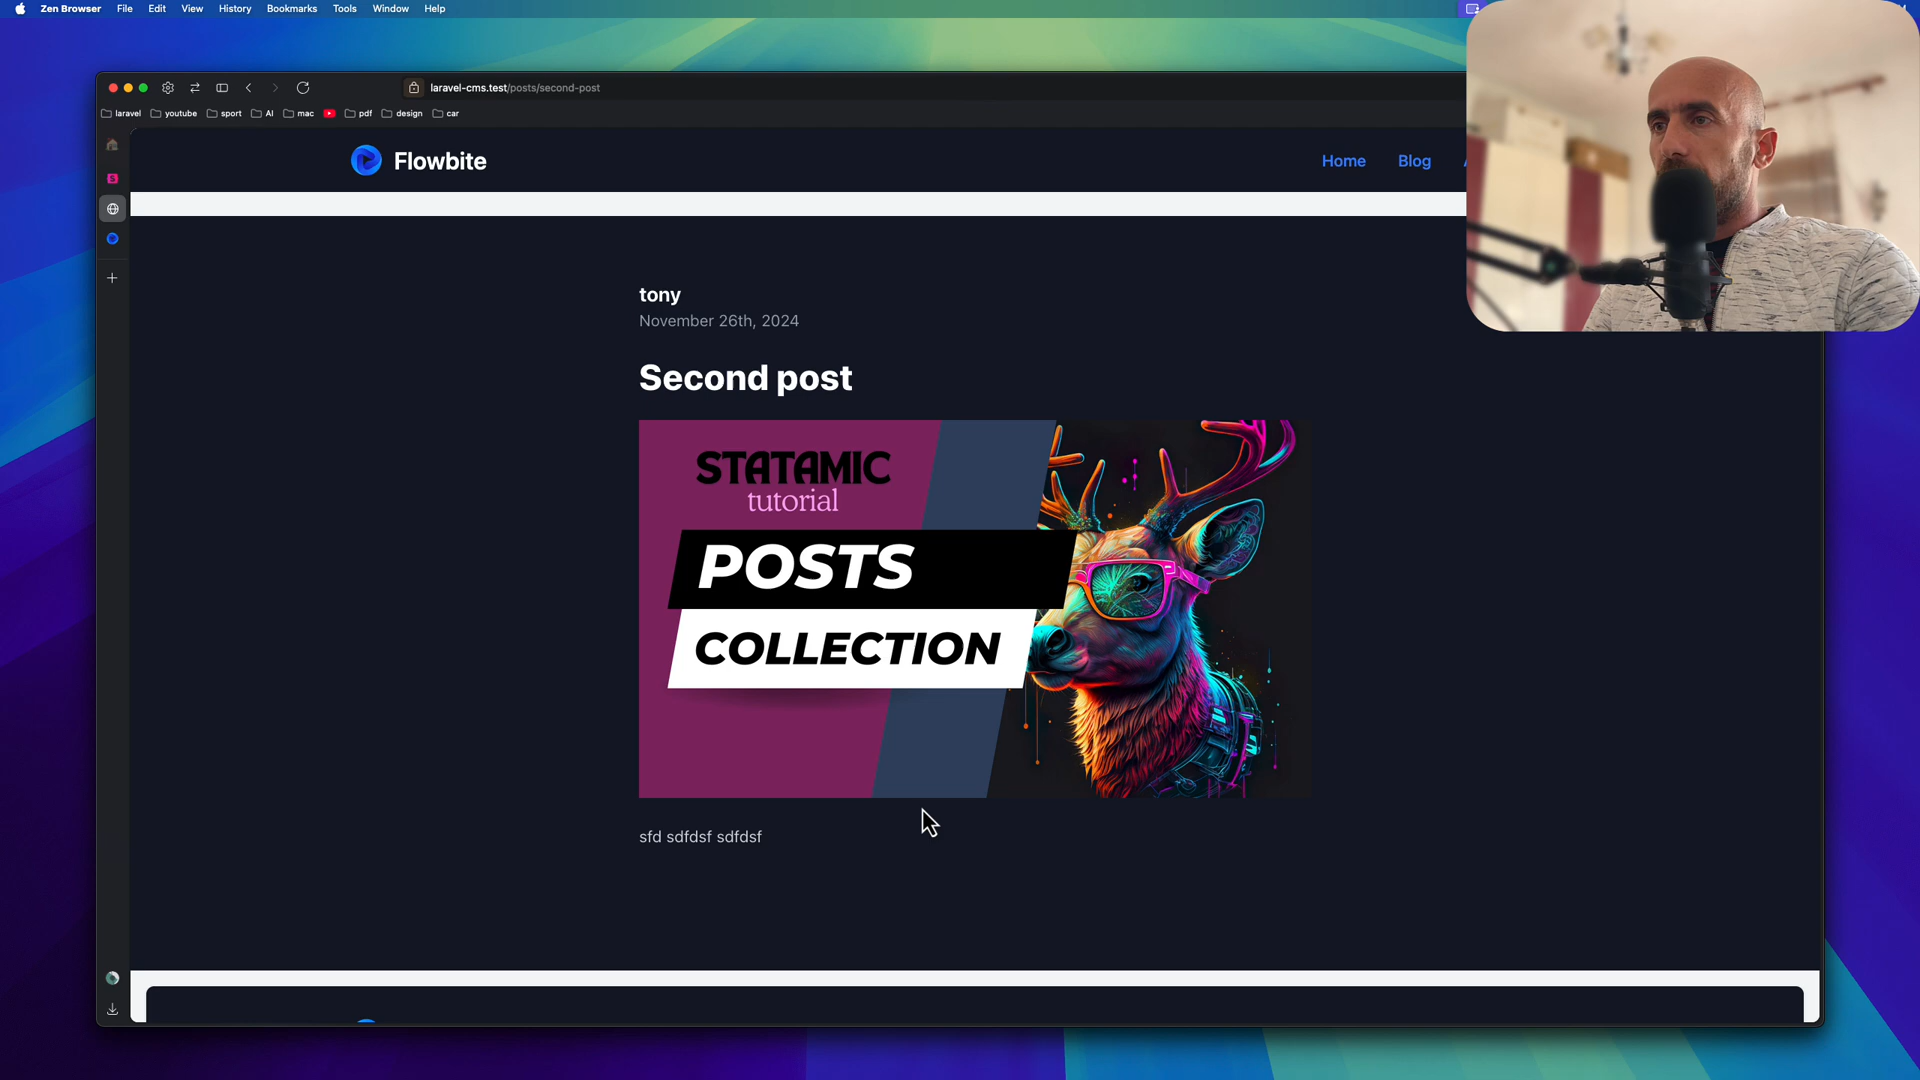 Zen Browser File Edit View History Bookmarks Tools Window Help
laravel-cms.test/posts/second-post
laravel youtube sport AI mac pdf design car
Flowbite
Home Blog
tony
November 26th, 2024
Second post
STATAMIC
tutorial
POSTS
COLLECTION
sfd sdfdsf sdfdsf